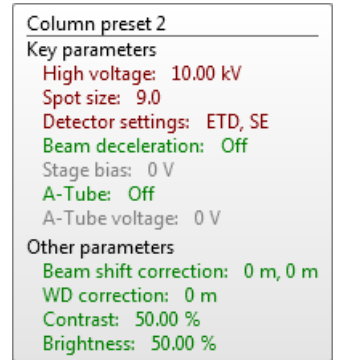 Column preset 2
Key parameters
High voltage: 10.00 kV
Spot size: 9.0
Detector settings: ETD, SE
Beam deceleration: Off
Stage bias: 0 V
A-Tube: Off
A-Tube voltage: 0 V
Other parameters
Beam shift correction: 0 m, 0 m
WD correction: 0 m
Contrast: 50.00 %
Brightness: 50.00 %